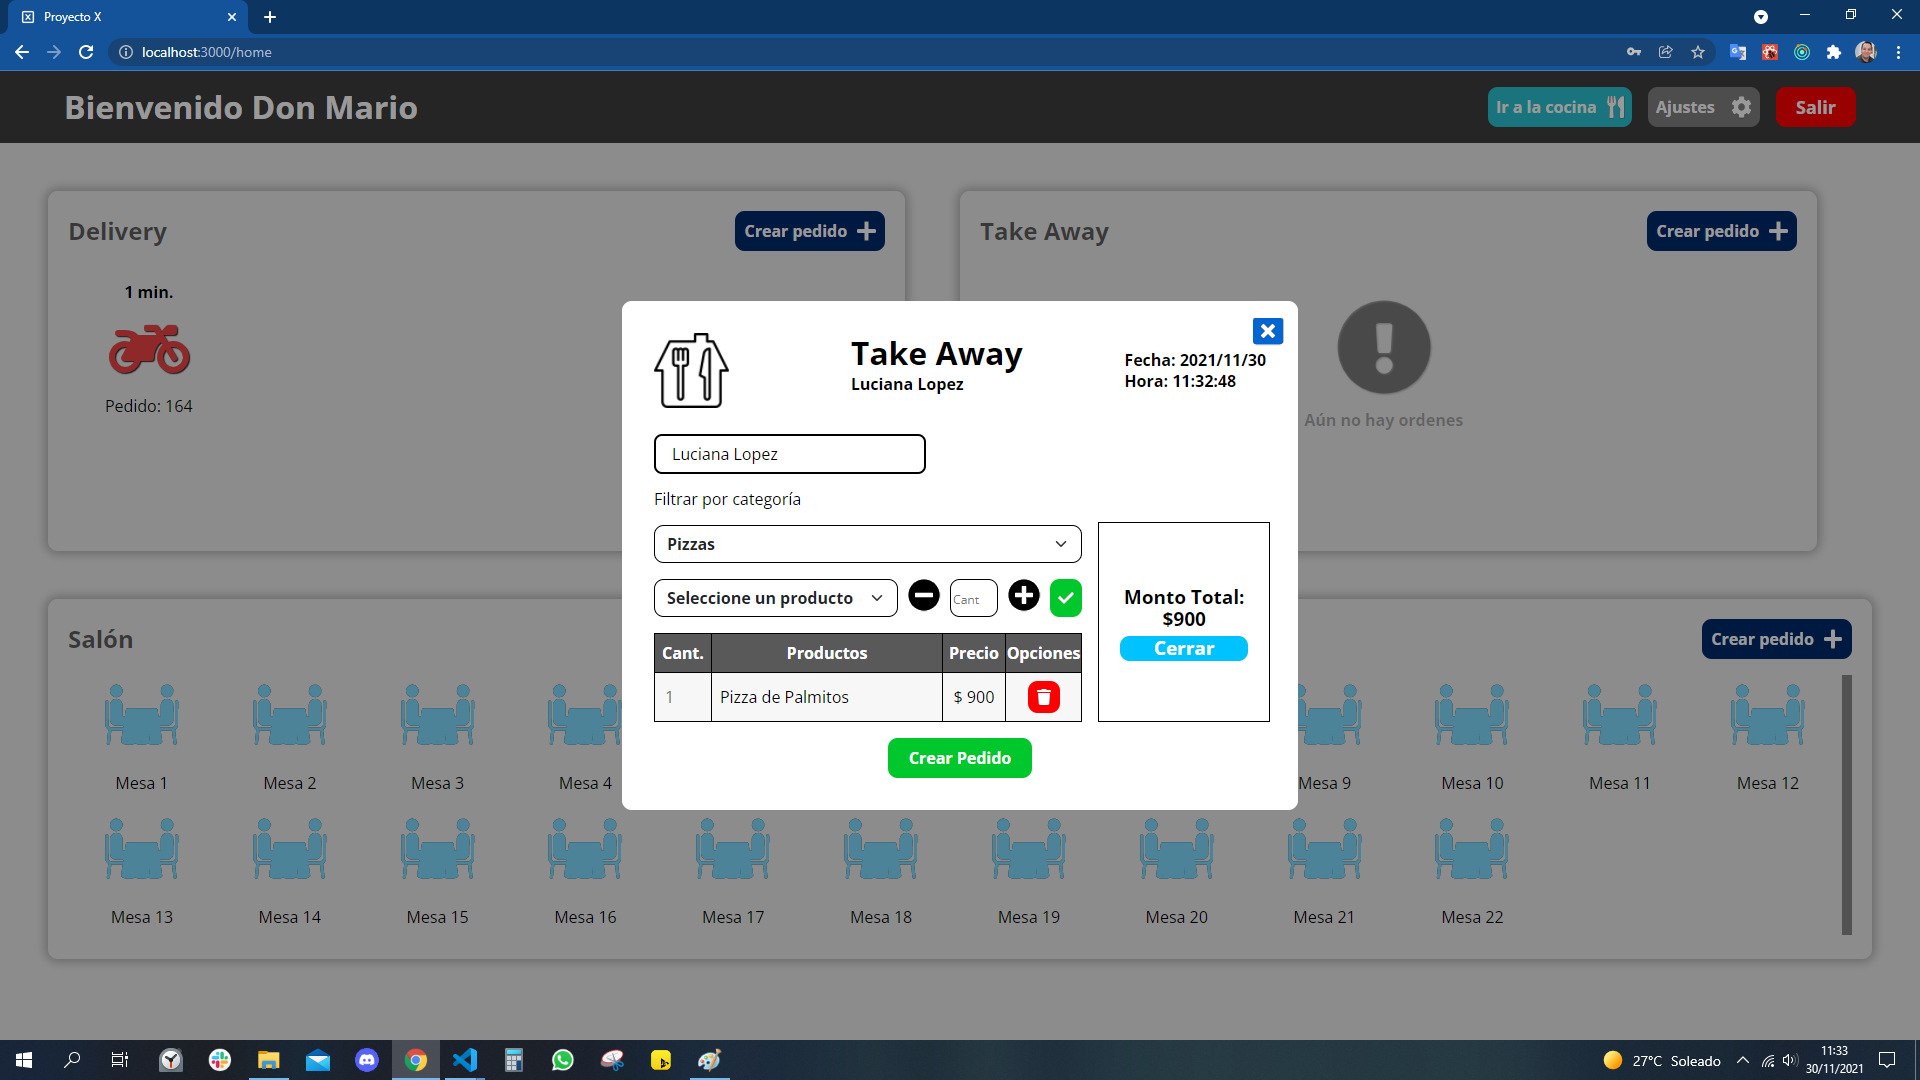 Proyecto X
localhost:3000/home
Bienvenido Don Mario
Ir a la cocina
Ajustes
Salir
Delivery
Crear pedido
Take Away
Crear pedido
1 min.
Pedido: 164
Aún no hay ordenes
Take Away
Luciana Lopez
Fecha: 2021/11/30
Hora: 11:32:48
Luciana Lopez
Filtrar por categoría
Pizzas
Seleccione un producto
Cant
Cant. Productos Precio Opciones
1 Pizza de Palmitos $ 900
Monto Total:
$900
Cerrar
Crear Pedido
Salón
Crear pedido
Mesa 1 Mesa 2 Mesa 3 Mesa 4 Mesa 9 Mesa 10 Mesa 11 Mesa 12
Mesa 13 Mesa 14 Mesa 15 Mesa 16 Mesa 17 Mesa 18 Mesa 19 Mesa 20 Mesa 21 Mesa 22
27°C Soleado
11:33
30/11/2021